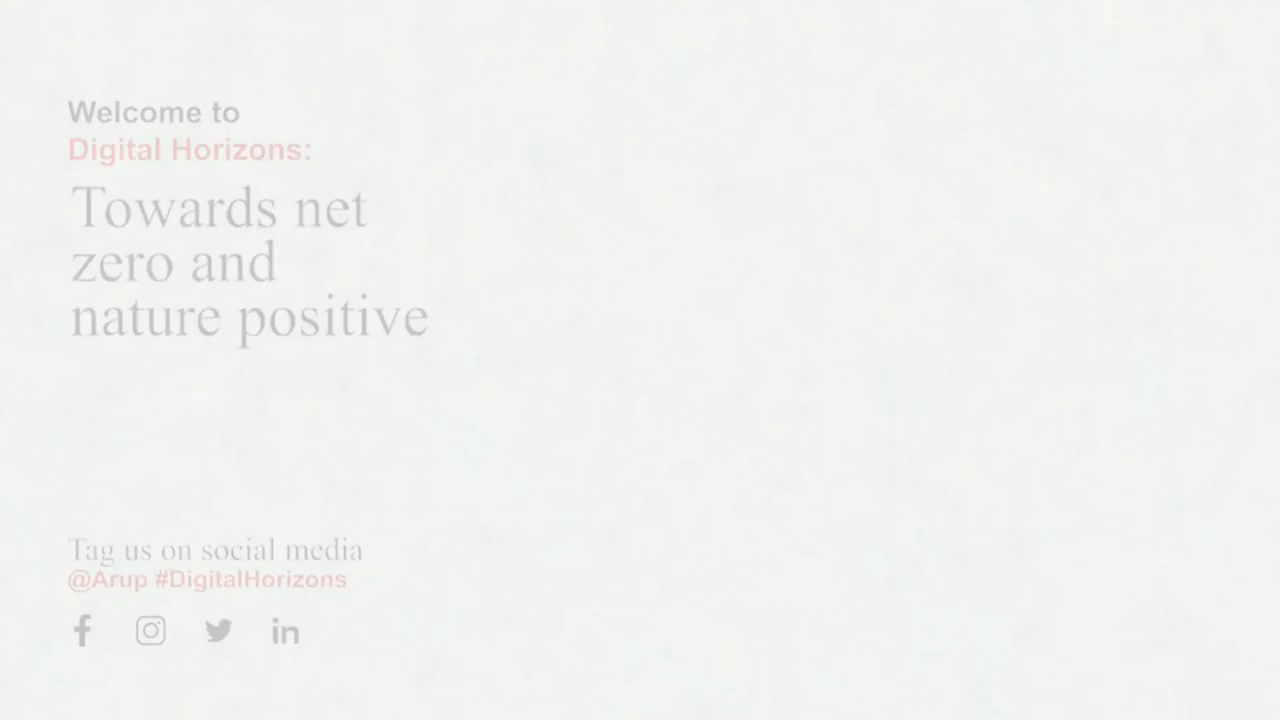 Welcome to
Digital Horizons:
Towards net
zero and
nature positive
Tag us on social media
@Arup #DigitalHorizons